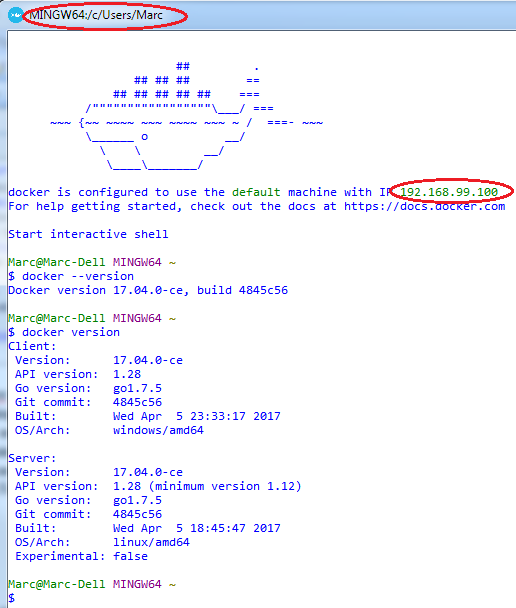 MINGW64:/c/Users/Marc
                        ##         .
                  ## ## ##        ==
               ## ## ## ## ##    ===
           /"""""""""""""""""\___/ ===
      ~~~ {~~ ~~~~ ~~~ ~~~~ ~~~ ~ /  ===- ~~~
           \______ o           __/
             \    \         __/
              \____\_______/
docker is configured to use the default machine with IP 192.168.99.100
For help getting started, check out the docs at https://docs.docker.com
Start interactive shell
Marc@Marc-Dell MINGW64 ~
$ docker --version
Docker version 17.04.0-ce, build 4845c56
Marc@Marc-Dell MINGW64 ~
$ docker version
Client:
 Version:      17.04.0-ce
 API version:  1.28
 Go version:   go1.7.5
 Git commit:   4845c56
 Built:        Wed Apr  5 23:33:17 2017
 OS/Arch:      windows/amd64
Server:
 Version:      17.04.0-ce
 API version:  1.28 (minimum version 1.12)
 Go version:   go1.7.5
 Git commit:   4845c56
 Built:        Wed Apr  5 18:45:47 2017
 OS/Arch:      linux/amd64
 Experimental: false
Marc@Marc-Dell MINGW64 ~
$